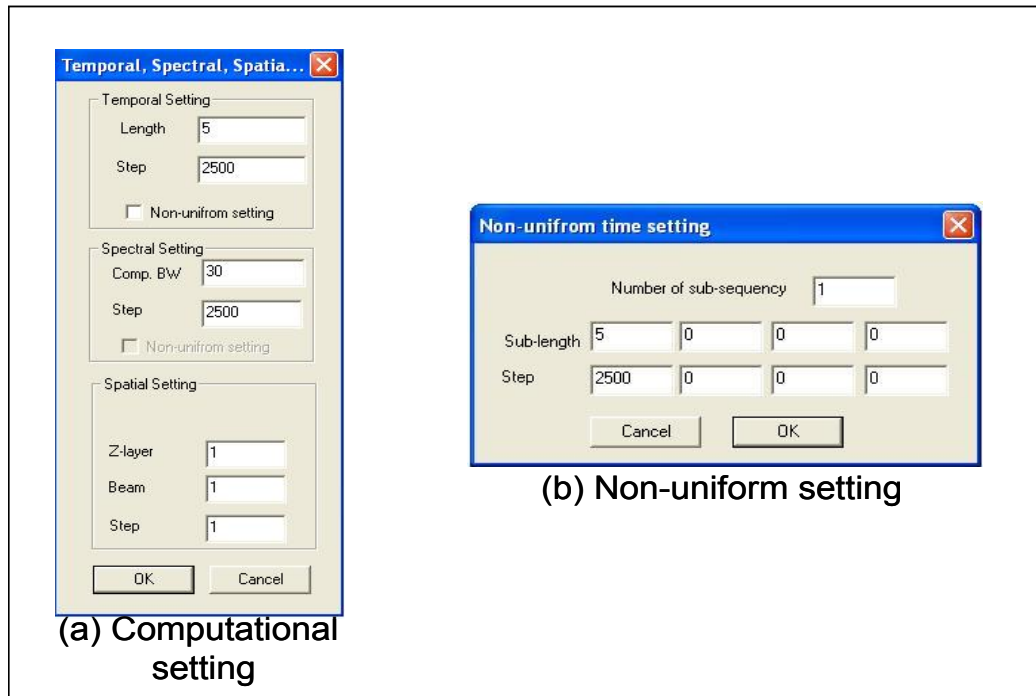 Temporal, Spectral, Spatia...
Temporal Setting
Length 5
Step 2500
Non-unifrom setting
Spectral Setting
Comp. BW 30
Step 2500
Non-unifrom setting
Spatial Setting
Z-layer 1
Beam 1
Step 1
OK Cancel
(a) Computational
setting
Non-unifrom time setting
Number of sub-sequency 1
Sub-length 5 0 0 0
Step 2500 0 0 0
Cancel OK
(b) Non-uniform setting